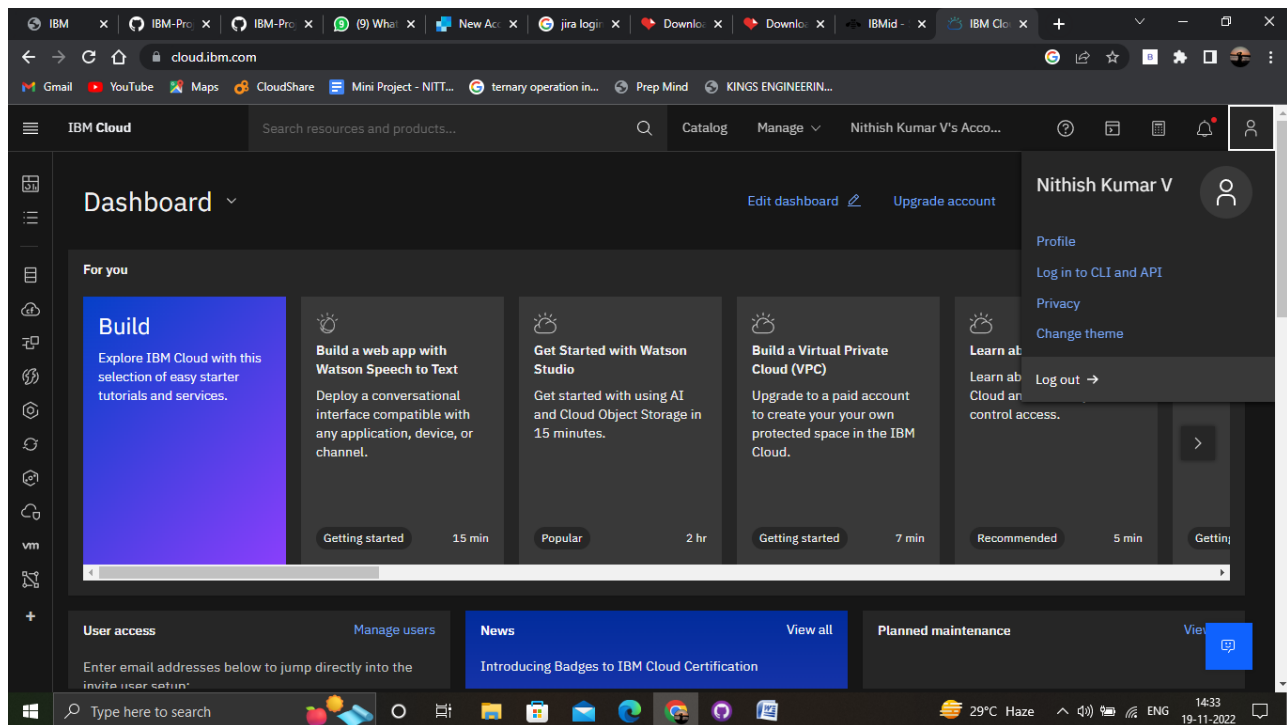 IBM
IBM-Pro
IBM-Pro
(9) What
New Acc
jira login
Downlo
Downlo
IBMid -
IBM Clo
cloud.ibm.com
Gmail
YouTube
Maps
CloudShare
Mini Project - NITT...
ternary operation in...
Prep Mind
KINGS ENGINEERIN...
IBM Cloud
Search resources and products...
Catalog
Manage
Nithish Kumar V's Acco...
Dashboard
Edit dashboard
Upgrade account
Nithish Kumar V
Profile
Log in to CLI and API
Privacy
Change theme
Log out →
For you
Build
Explore IBM Cloud with this
selection of easy starter
tutorials and services.
Build a web app with
Watson Speech to Text
Deploy a conversational
interface compatible with
any application, device, or
channel.
Getting started 15 min
Get Started with Watson
Studio
Get started with using AI
and Cloud Object Storage in
15 minutes.
Popular 2 hr
Build a Virtual Private
Cloud (VPC)
Upgrade to a paid account
to create your your own
protected space in the IBM
Cloud.
Getting started 7 min
Learn ab
Learn ab
Cloud an
control access.
Recommended 5 min
Getting
vm
User access
Manage users
Enter email addresses below to jump directly into the
invite user setup:
News
View all
Introducing Badges to IBM Cloud Certification
Planned maintenance
Type here to search
29°C Haze
ENG
14:33
19-11-2022